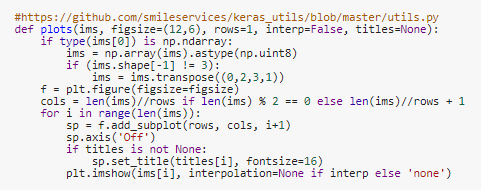 #https://github.com/smileservices/keras_utils/blob/master/utils.py
def plots(ims, figsize=(12,6), rows=1, interp=False, titles=None):
    if type(ims[0]) is np.ndarray:
        ims = np.array(ims).astype(np.uint8)
        if (ims.shape[-1] != 3):
            ims = ims.transpose((0,2,3,1))
    f = plt.figure(figsize=figsize)
    cols = len(ims)//rows if len(ims) % 2 == 0 else len(ims)//rows + 1
    for i in range(len(ims)):
        sp = f.add_subplot(rows, cols, i+1)
        sp.axis('Off')
        if titles is not None:
            sp.set_title(titles[i], fontsize=16)
        plt.imshow(ims[i], interpolation=None if interp else 'none')